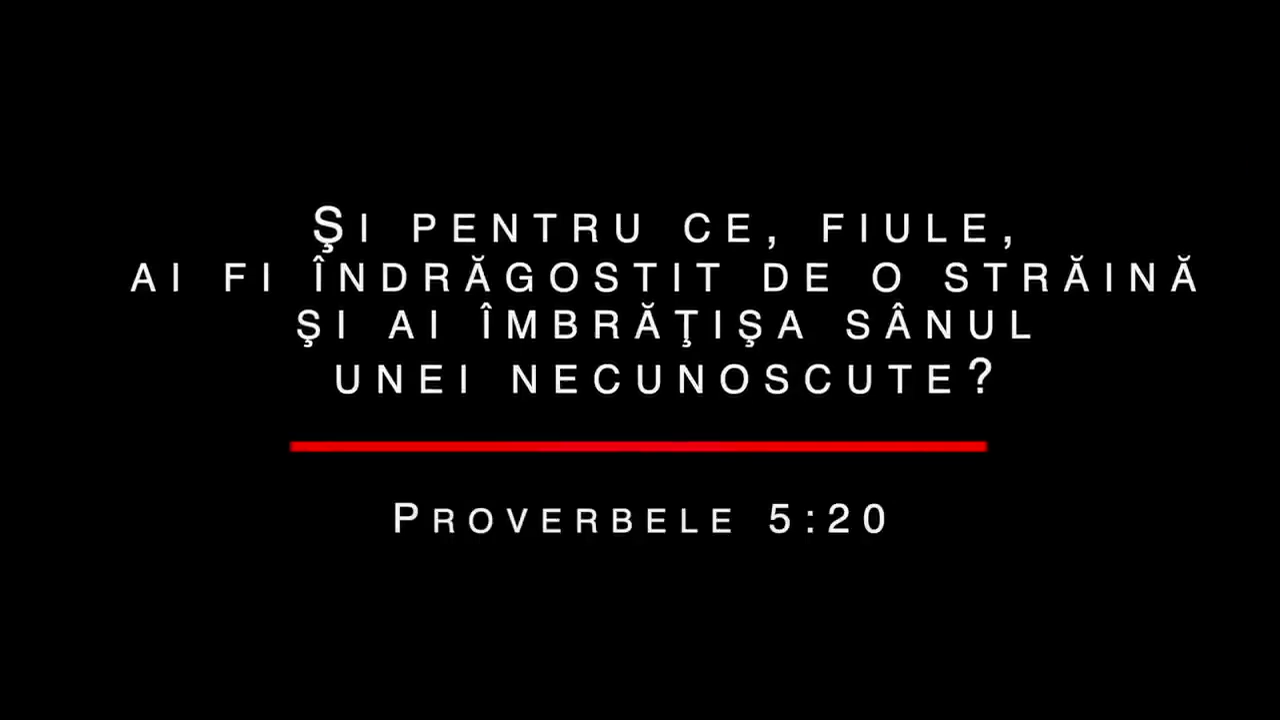 Şi pentru ce, fiule,
ai fi îndrăgostit de o străină
şi ai îmbrăţişa sânul
unei necunoscute?
Proverbele 5:20